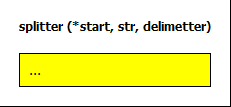 splitter (*start, str, delimetter)
...